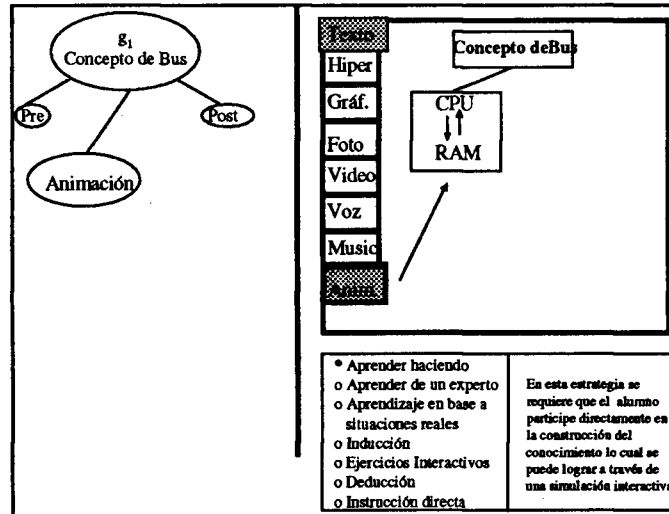 g1
Concepto de Bus
Pre
Post
Animación
Texto
Hiper
Gráf.
Foto
Video
Voz
Music
Anim.
Concepto deBus
CPU
RAM
• Aprender haciendo
o Aprender de un experto
o Aprendizaje en base a
situaciones reales
o Inducción
o Ejercicios Interactivos
o Deducción
o Instrucción directa
En esta estrategia se
requiere que el alumno
participe directamente en
la construcción del
conocimiento lo cual se
puede lograr a través de
una simulación interactiva